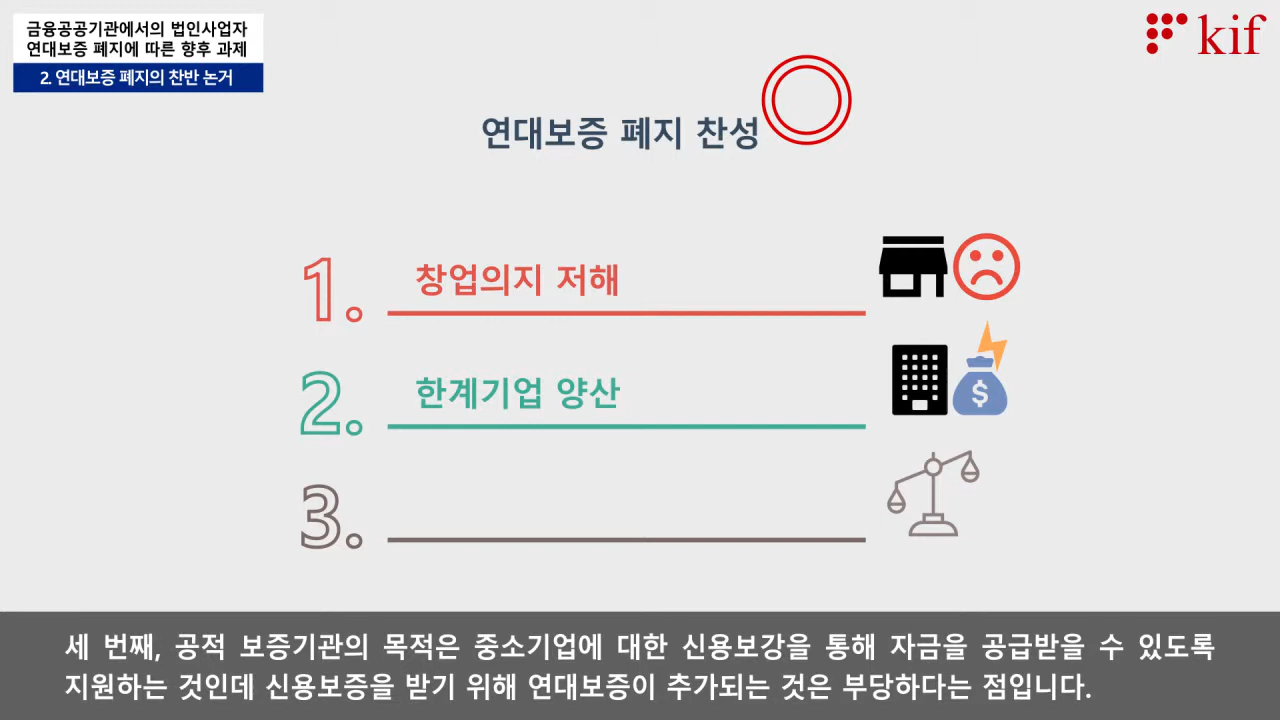 금융공공기관에서의 법인사업자
연대보증 폐지에 따른 향후 과제
2. 연대보증 폐지의 찬반 논거
kif
연대보증 폐지 찬성
1. 창업의지 저해
2. 한계기업 양산
$
3.
세 번째, 공적 보증기관의 목적은 중소기업에 대한 신용보강을 통해 자금을 공급받을 수 있도록
지원하는 것인데 신용보증을 받기 위해 연대보증이 추가되는 것은 부당하다는 점입니다.